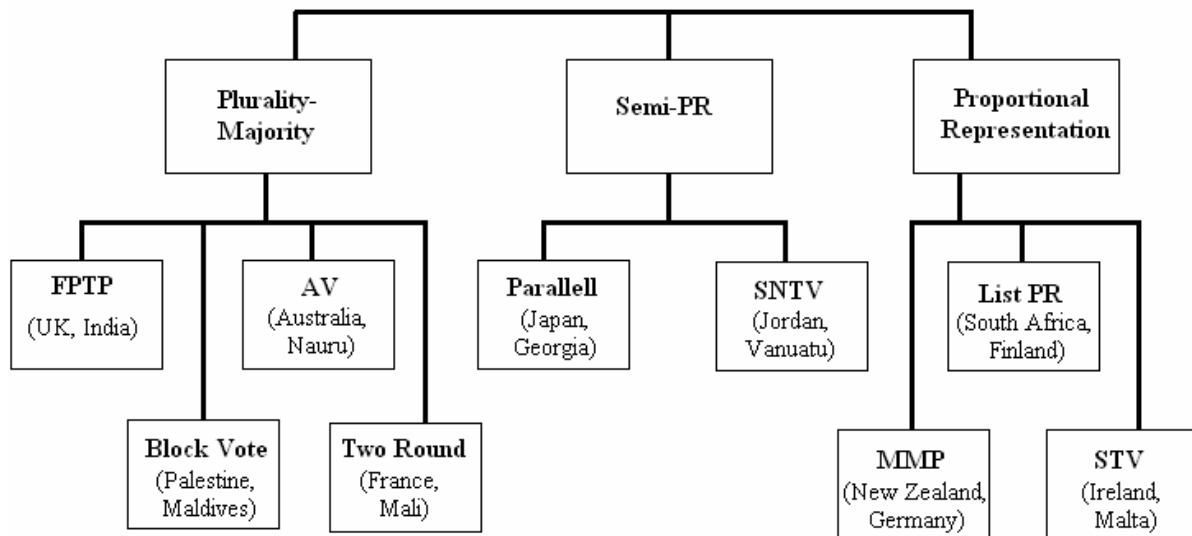 Plurality-
Majority
Semi-PR
Proportional
Representation
FPTP
(UK, India)
AV
(Australia,
Nauru)
Parallell
(Japan,
Georgia)
SNTV
(Jordan,
Vanuatu)
List PR
(South Africa,
Finland)
Block Vote
(Palestine,
Maldives)
Two Round
(France,
Mali)
MMP
(New Zealand,
Germany)
STV
(Ireland,
Malta)